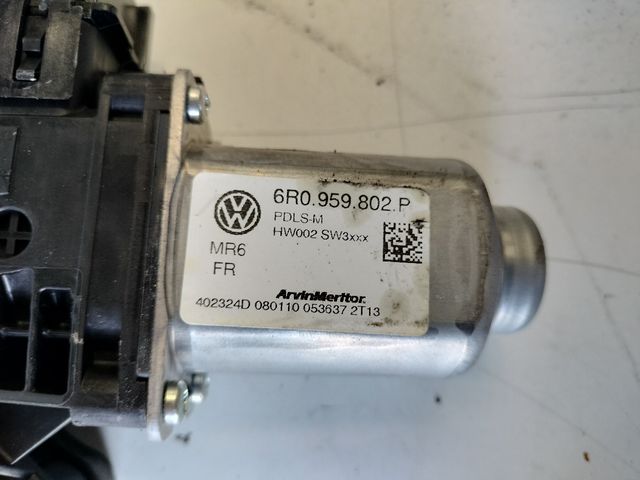 6R0.959.802.P
PDLS-M
HW002 SW3xxx
MR6
FR
ArvinMeritor
402324D 080110 053637 2T13